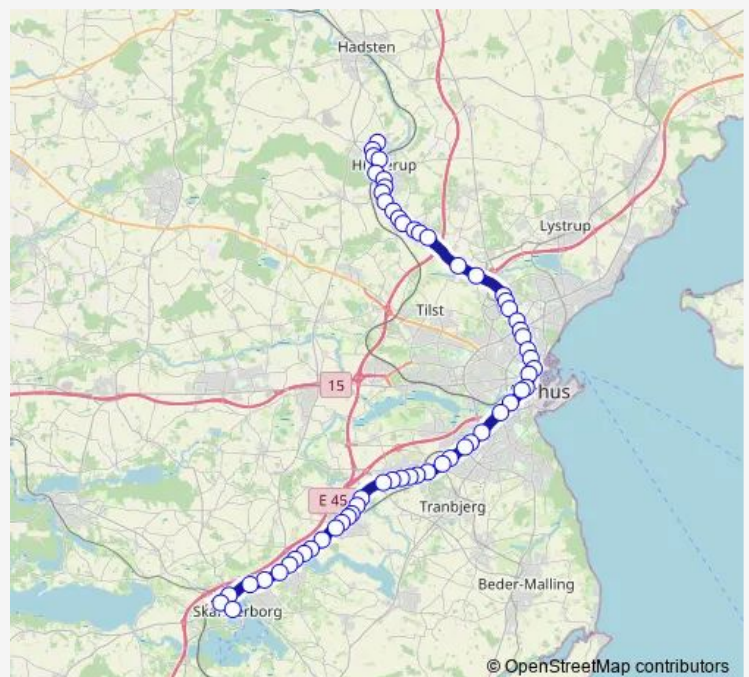 Hadsten
Lystrup
Tilst
15
hus
E 45
Tranbjerg
Beder-Malling
© OpenStreetMap contributors